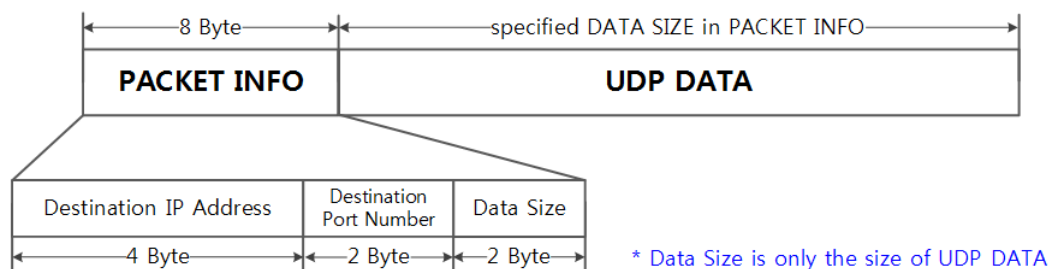 8 Byte
specified DATA SIZE in PACKET INFO
PACKET INFO
UDP DATA
Destination IP Address
Destination
Port Number
Data Size
4 Byte
2 Byte
2 Byte
* Data Size is only the size of UDP DATA